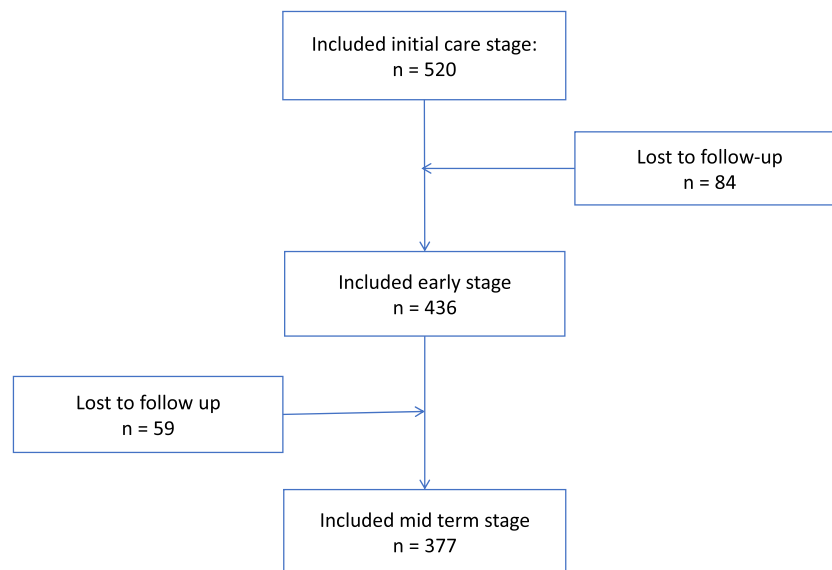 Included initial care stage:
n = 520
Lost to follow-up
n = 84
Included early stage
n = 436
Lost to follow up
n = 59
Included mid term stage
n = 377